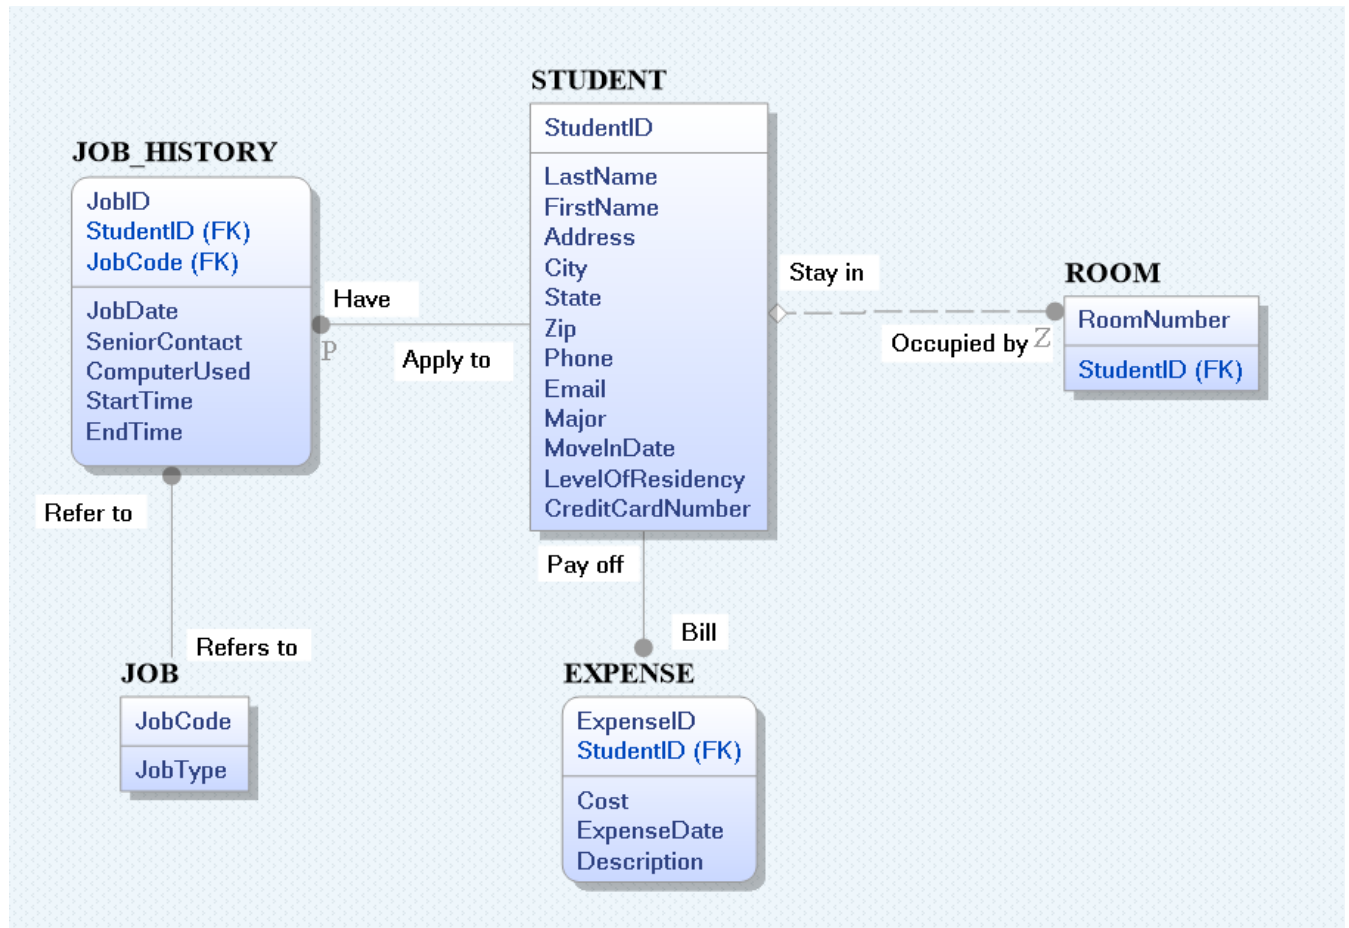 STUDENT
StudentID
LastName
FirstName
Address
City
State
Zip
Phone
Email
Major
MoveInDate
LevelOfResidency
CreditCardNumber
JOB_HISTORY
JobID
StudentID (FK)
JobCode (FK)
JobDate
SeniorContact
ComputerUsed
StartTime
EndTime
Have
P
Apply to
Stay in
Occupied by Z
ROOM
RoomNumber
StudentID (FK)
Refer to
Refers to
JOB
JobCode
JobType
Pay off
Bill
EXPENSE
ExpenseID
StudentID (FK)
Cost
ExpenseDate
Description